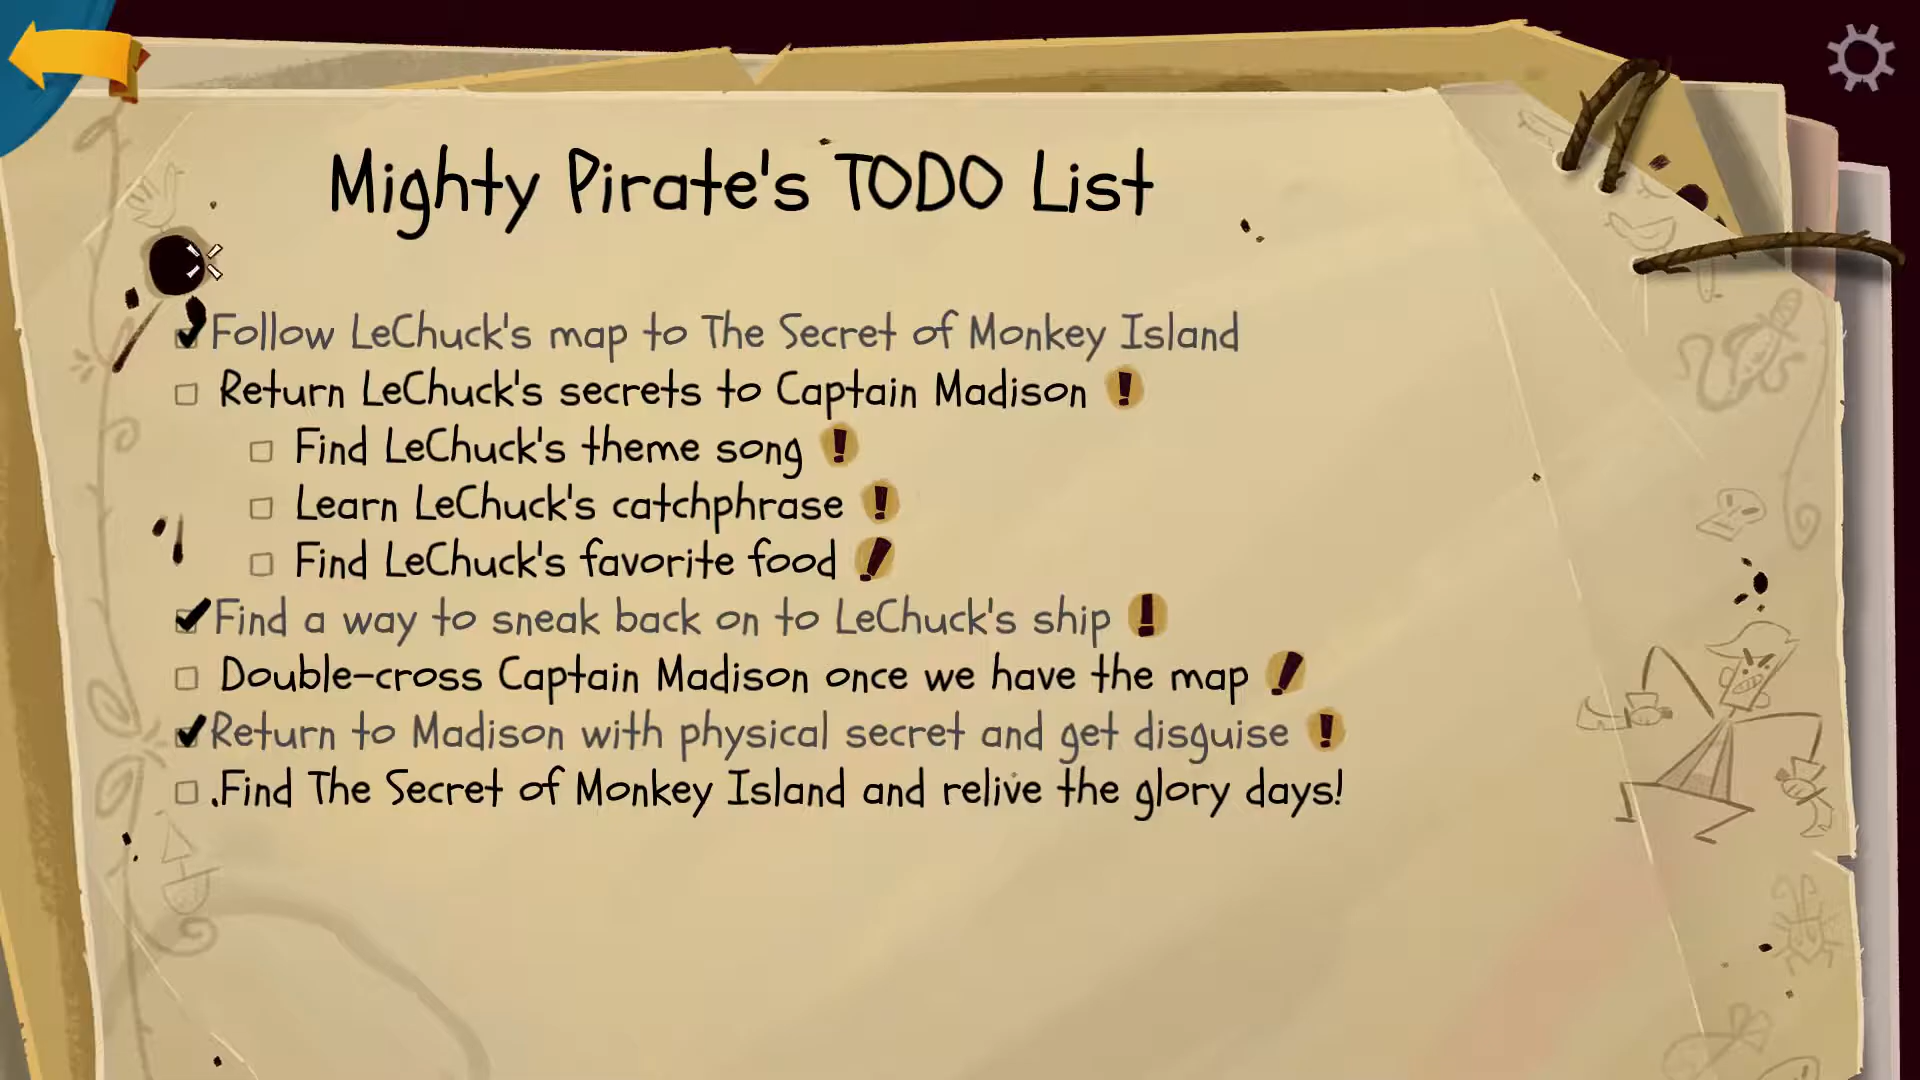 Mighty Pirate's TODO List
Follow LeChuck's map to The Secret of Monkey Island
Return LeChuck's secrets to Captain Madison !
Find LeChuck's theme song !
Learn LeChuck's catchphrase !
Find LeChuck's favorite food !
Find a way to sneak back on to LeChuck's ship !
Double-cross Captain Madison once we have the map !
Return to Madison with physical secret and get disguise !
.Find The Secret of Monkey Island and relive the glory days!